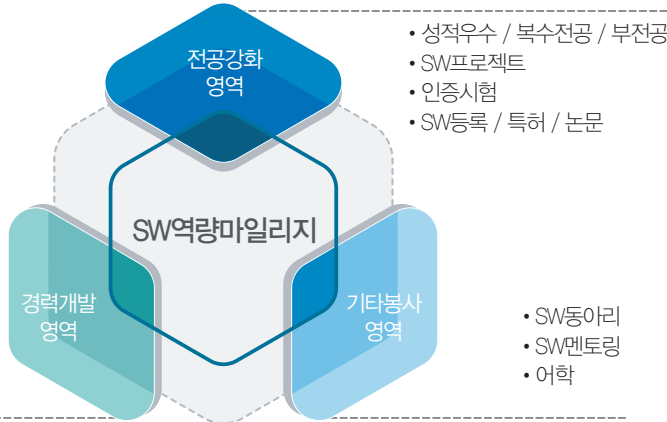 전공강화
영역
• 성적우수 / 복수전공 / 부전공
• SW프로젝트
• 인증시험
• SW등록 / 특허 / 논문
SW역량마일리지
경력개발
영역
기타봉사
영역
• SW동아리
• SW멘토링
• 어학